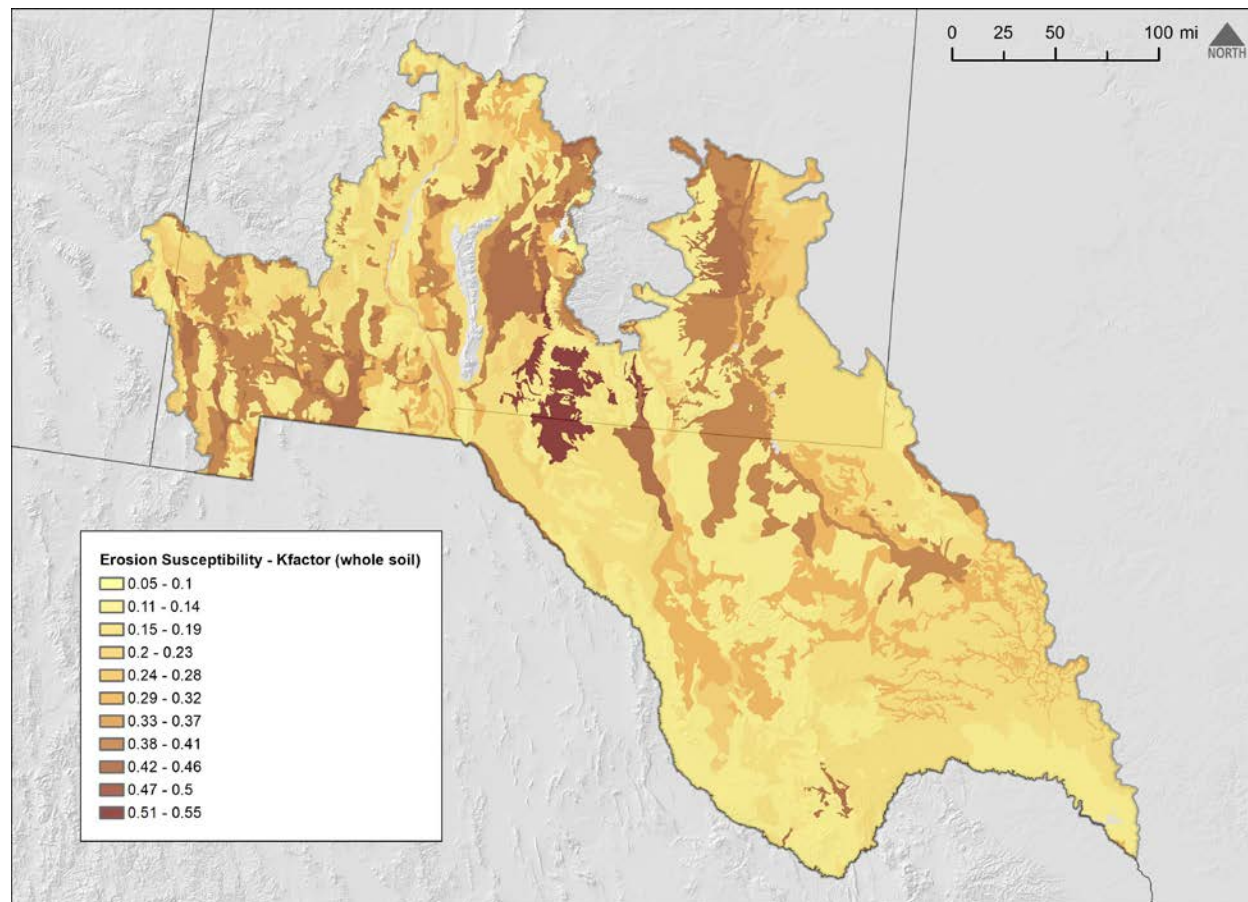 0 25 50 100 mi
NORTH
Erosion Susceptibility - Kfactor (whole soil)
0.05 - 0.1
0.11 - 0.14
0.15 - 0.19
0.2 - 0.23
0.24 - 0.28
0.29 - 0.32
0.33 - 0.37
0.38 - 0.41
0.42 - 0.46
0.47 - 0.5
0.51 - 0.55